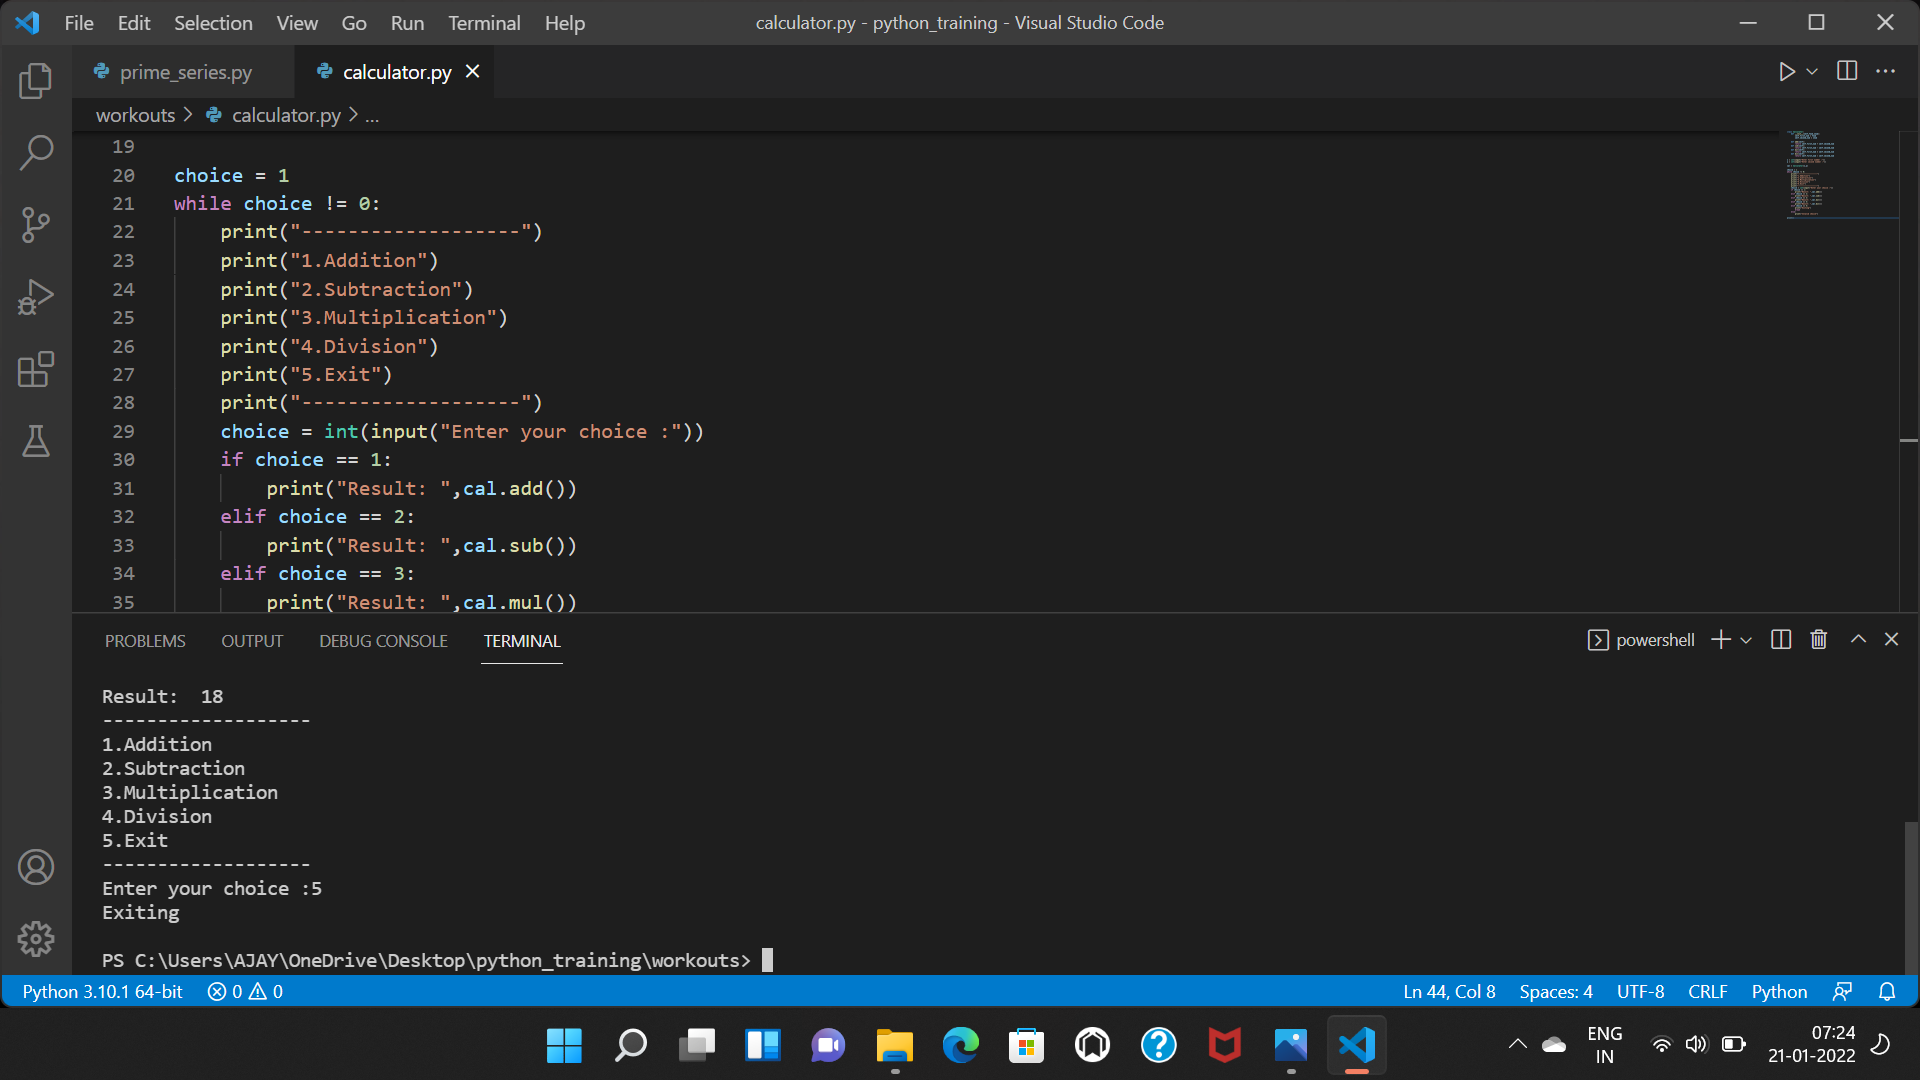 File Edit Selection View Go Run Terminal Help calculator.py - python_training - Visual Studio Code
prime_series.py calculator.py
workouts > calculator.py > ...
19
20 choice = 1
21 while choice != 0:
22 print("-------------------")
23 print("1.Addition")
24 print("2.Subtraction")
25 print("3.Multiplication")
26 print("4.Division")
27 print("5.Exit")
28 print("-------------------")
29 choice = int(input("Enter your choice :"))
30 if choice == 1:
31 print("Result: ",cal.add())
32 elif choice == 2:
33 print("Result: ",cal.sub())
34 elif choice == 3:
35 print("Result: ",cal.mul())
PROBLEMS OUTPUT DEBUG CONSOLE TERMINAL powershell
Result:  18
-------------------
1.Addition
2.Subtraction
3.Multiplication
4.Division
5.Exit
-------------------
Enter your choice :5
Exiting
PS C:\Users\AJAY\OneDrive\Desktop\python_training\workouts>
Python 3.10.1 64-bit 0 0 Ln 44, Col 8 Spaces: 4 UTF-8 CRLF Python
ENG 07:24
IN 21-01-2022